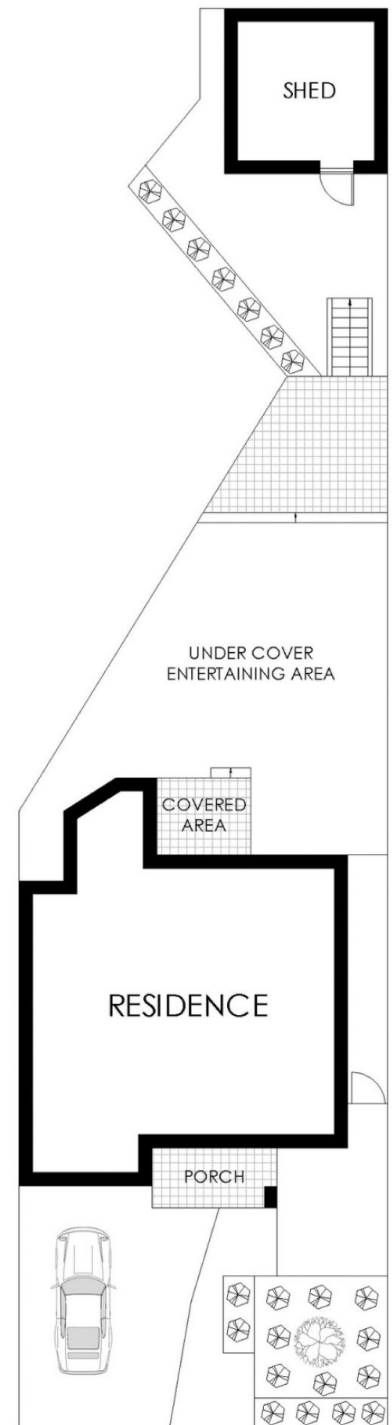 SHED
UNDER COVER
ENTERTAINING AREA
COVERED
AREA
RESIDENCE
PORCH